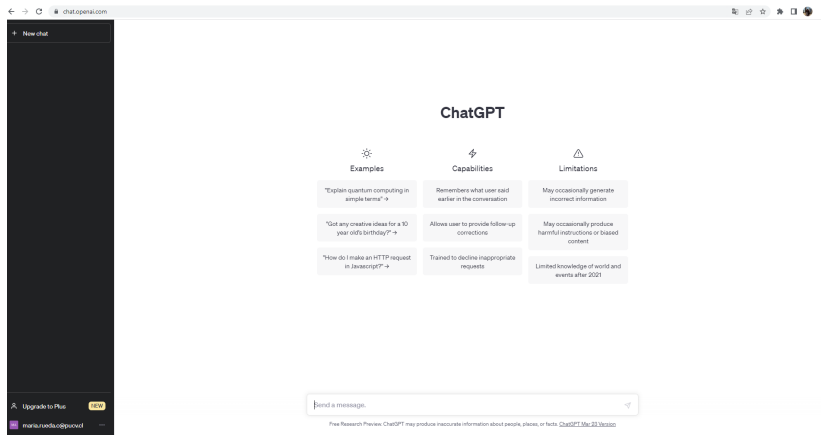 chat.openai.com
+ New chat
ChatGPT
Examples
"Explain quantum computing in
simple terms" →
"Got any creative ideas for a 10
year old's birthday?" →
"How do I make an HTTP request
in Javascript?" →
Capabilities
Remembers what user said
earlier in the conversation
Allows user to provide follow-up
corrections
Trained to decline inappropriate
requests
Limitations
May occasionally generate
incorrect information
May occasionally produce
harmful instructions or biased
content
Limited knowledge of world and
events after 2021
Upgrade to Plus NEW
maria.rueda.c@pucv.cl
Send a message.
Free Research Preview. ChatGPT may produce inaccurate information about people, places, or facts. ChatGPT Mar 23 Version